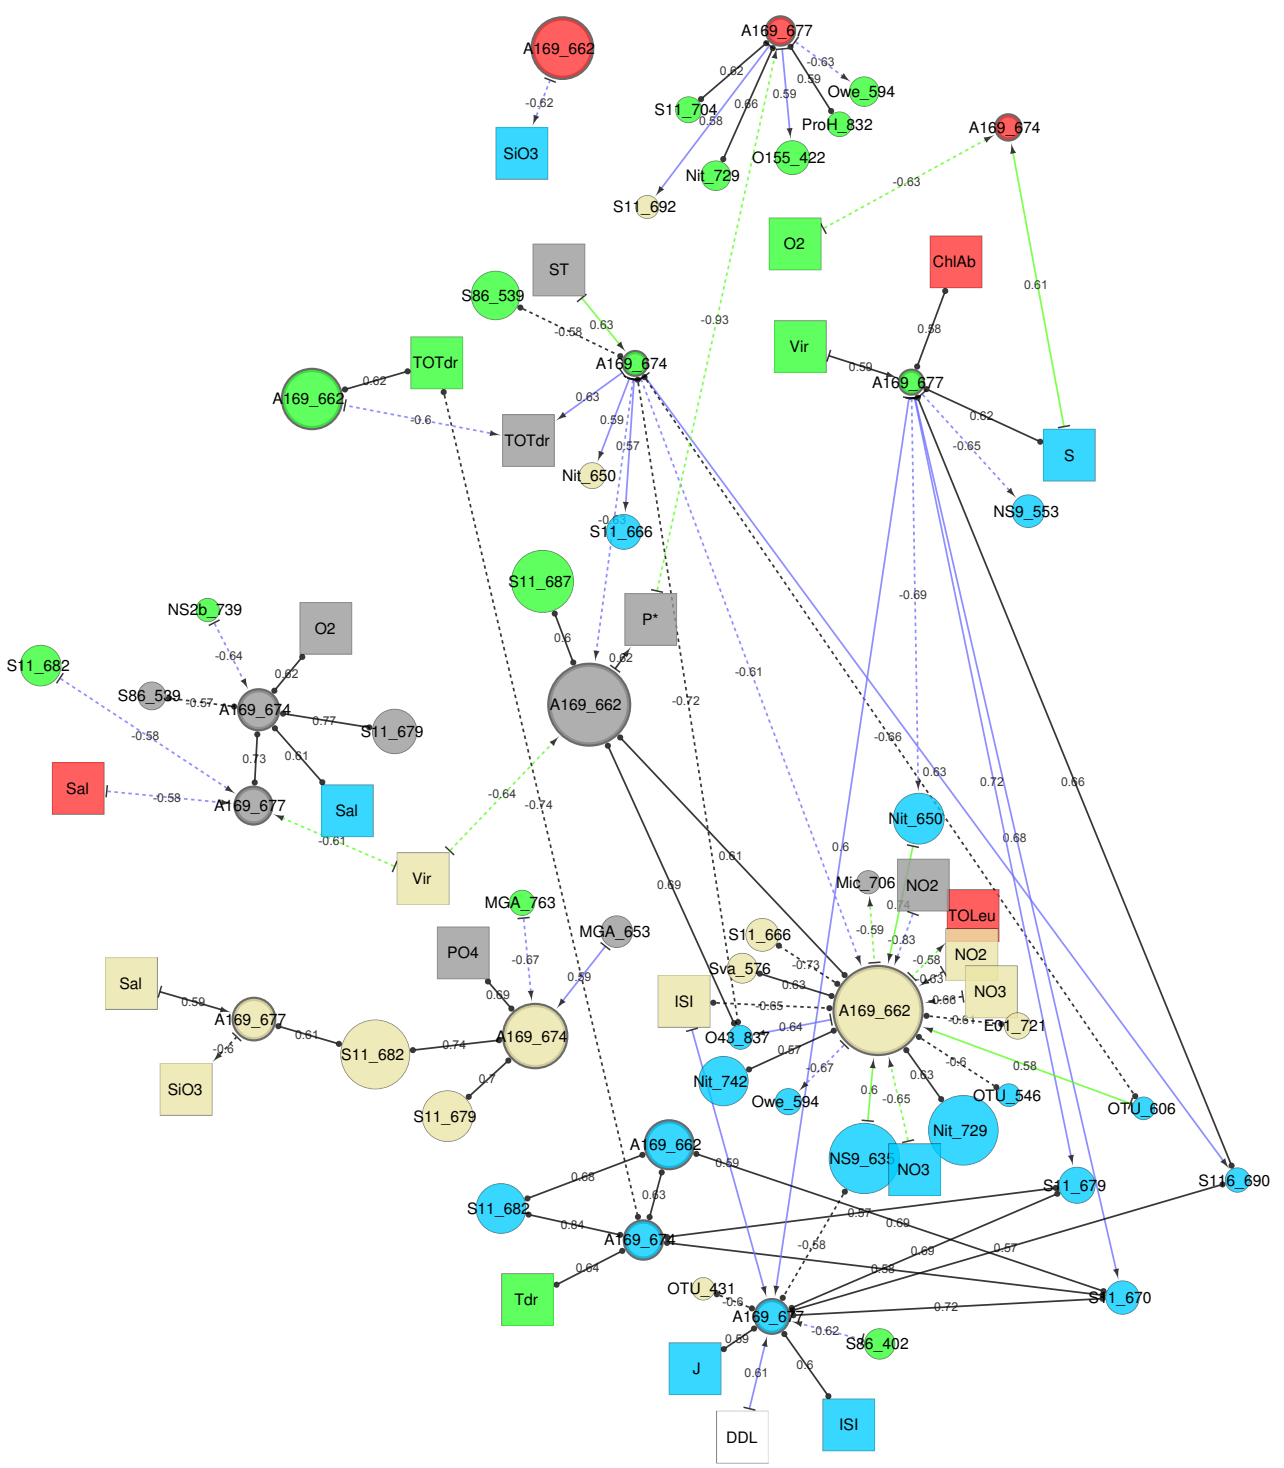 A169_677
A169_662
-0.63
0.62
0.59
Owe_594
0.59
-0.62
0.66
S11_704
0.58
ProH_832
A169_674
SiO3
O155_422
Nit_729
-0.63
S11_692
O2
ChlAb
ST
0.61
S86_539
-0.93
0.63
-0.58
0.58
Vir
TOTdr
A169_674
0.59
0.62
A169_677
A169_662
0.63
0.62
-0.6
0.59
TOTdr
0.57
-0.65
S
Nit_650
NS9_553
-0.63
S11_666
S11_687
-0.69
NS2b_739
P*
O2
0.6
-0.64
0.62
S11_682
-0.61
0.62
S86_539
-0.57
A169_674
A169_662
-0.72
0.77
S11_679
-0.58
-0.66
0.73
0.61
0.63
0.72
0.66
Sal
-0.58
-0.64
A169_677
Sal
-0.74
Nit_650
0.68
-0.61
0.6
0.61
Vir
Mic_706
NO2
0.69
MGA_763
0.74
TOLeu
-0.59
MGA_653
S11_666
-0.83
PO4
NO2
-0.67
-0.73
-0.58
Sva_576
0.59
-0.63
Sal
0.63
NO3
0.69
0.59
ISI
-0.65
-0.66
A169_662
A169_677
-0.61
E01_721
0.64
0.61
A169_674
O43_837
0.74
-0.6
S11_682
0.57
-0.6
0.58
-0.67
0.63
0.7
Nit_742
SiO3
0.6
OTU_546
-0.65
Owe_594
OTU_606
S11_679
Nit_729
A169_662
NS9_635
0.59
NO3
0.68
S11_679
S116_690
0.63
S11_682
0.57
0.84
0.69
A169_674
-0.58
0.69
0.57
0.64
0.58
OTU_431
Tdr
-0.6
S11_670
0.72
A169_677
-0.62
0.59
S86_402
J
0.6
0.61
ISI
DDL